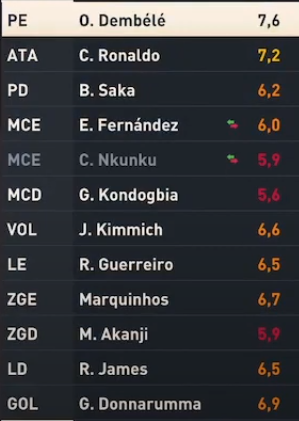 PE O. Dembélé 7,6
ATA C. Ronaldo 7,2
PD B. Saka 6,2
MCE E. Fernández 6,0
MCE C. Nkunku 5,9
MCD G. Kondogbia 5,6
VOL J. Kimmich 6,6
LE R. Guerreiro 6,5
ZGE Marquinhos 6,7
ZGD M. Akanji 5,9
LD R. James 6,5
GOL G. Donnarumma 6,9